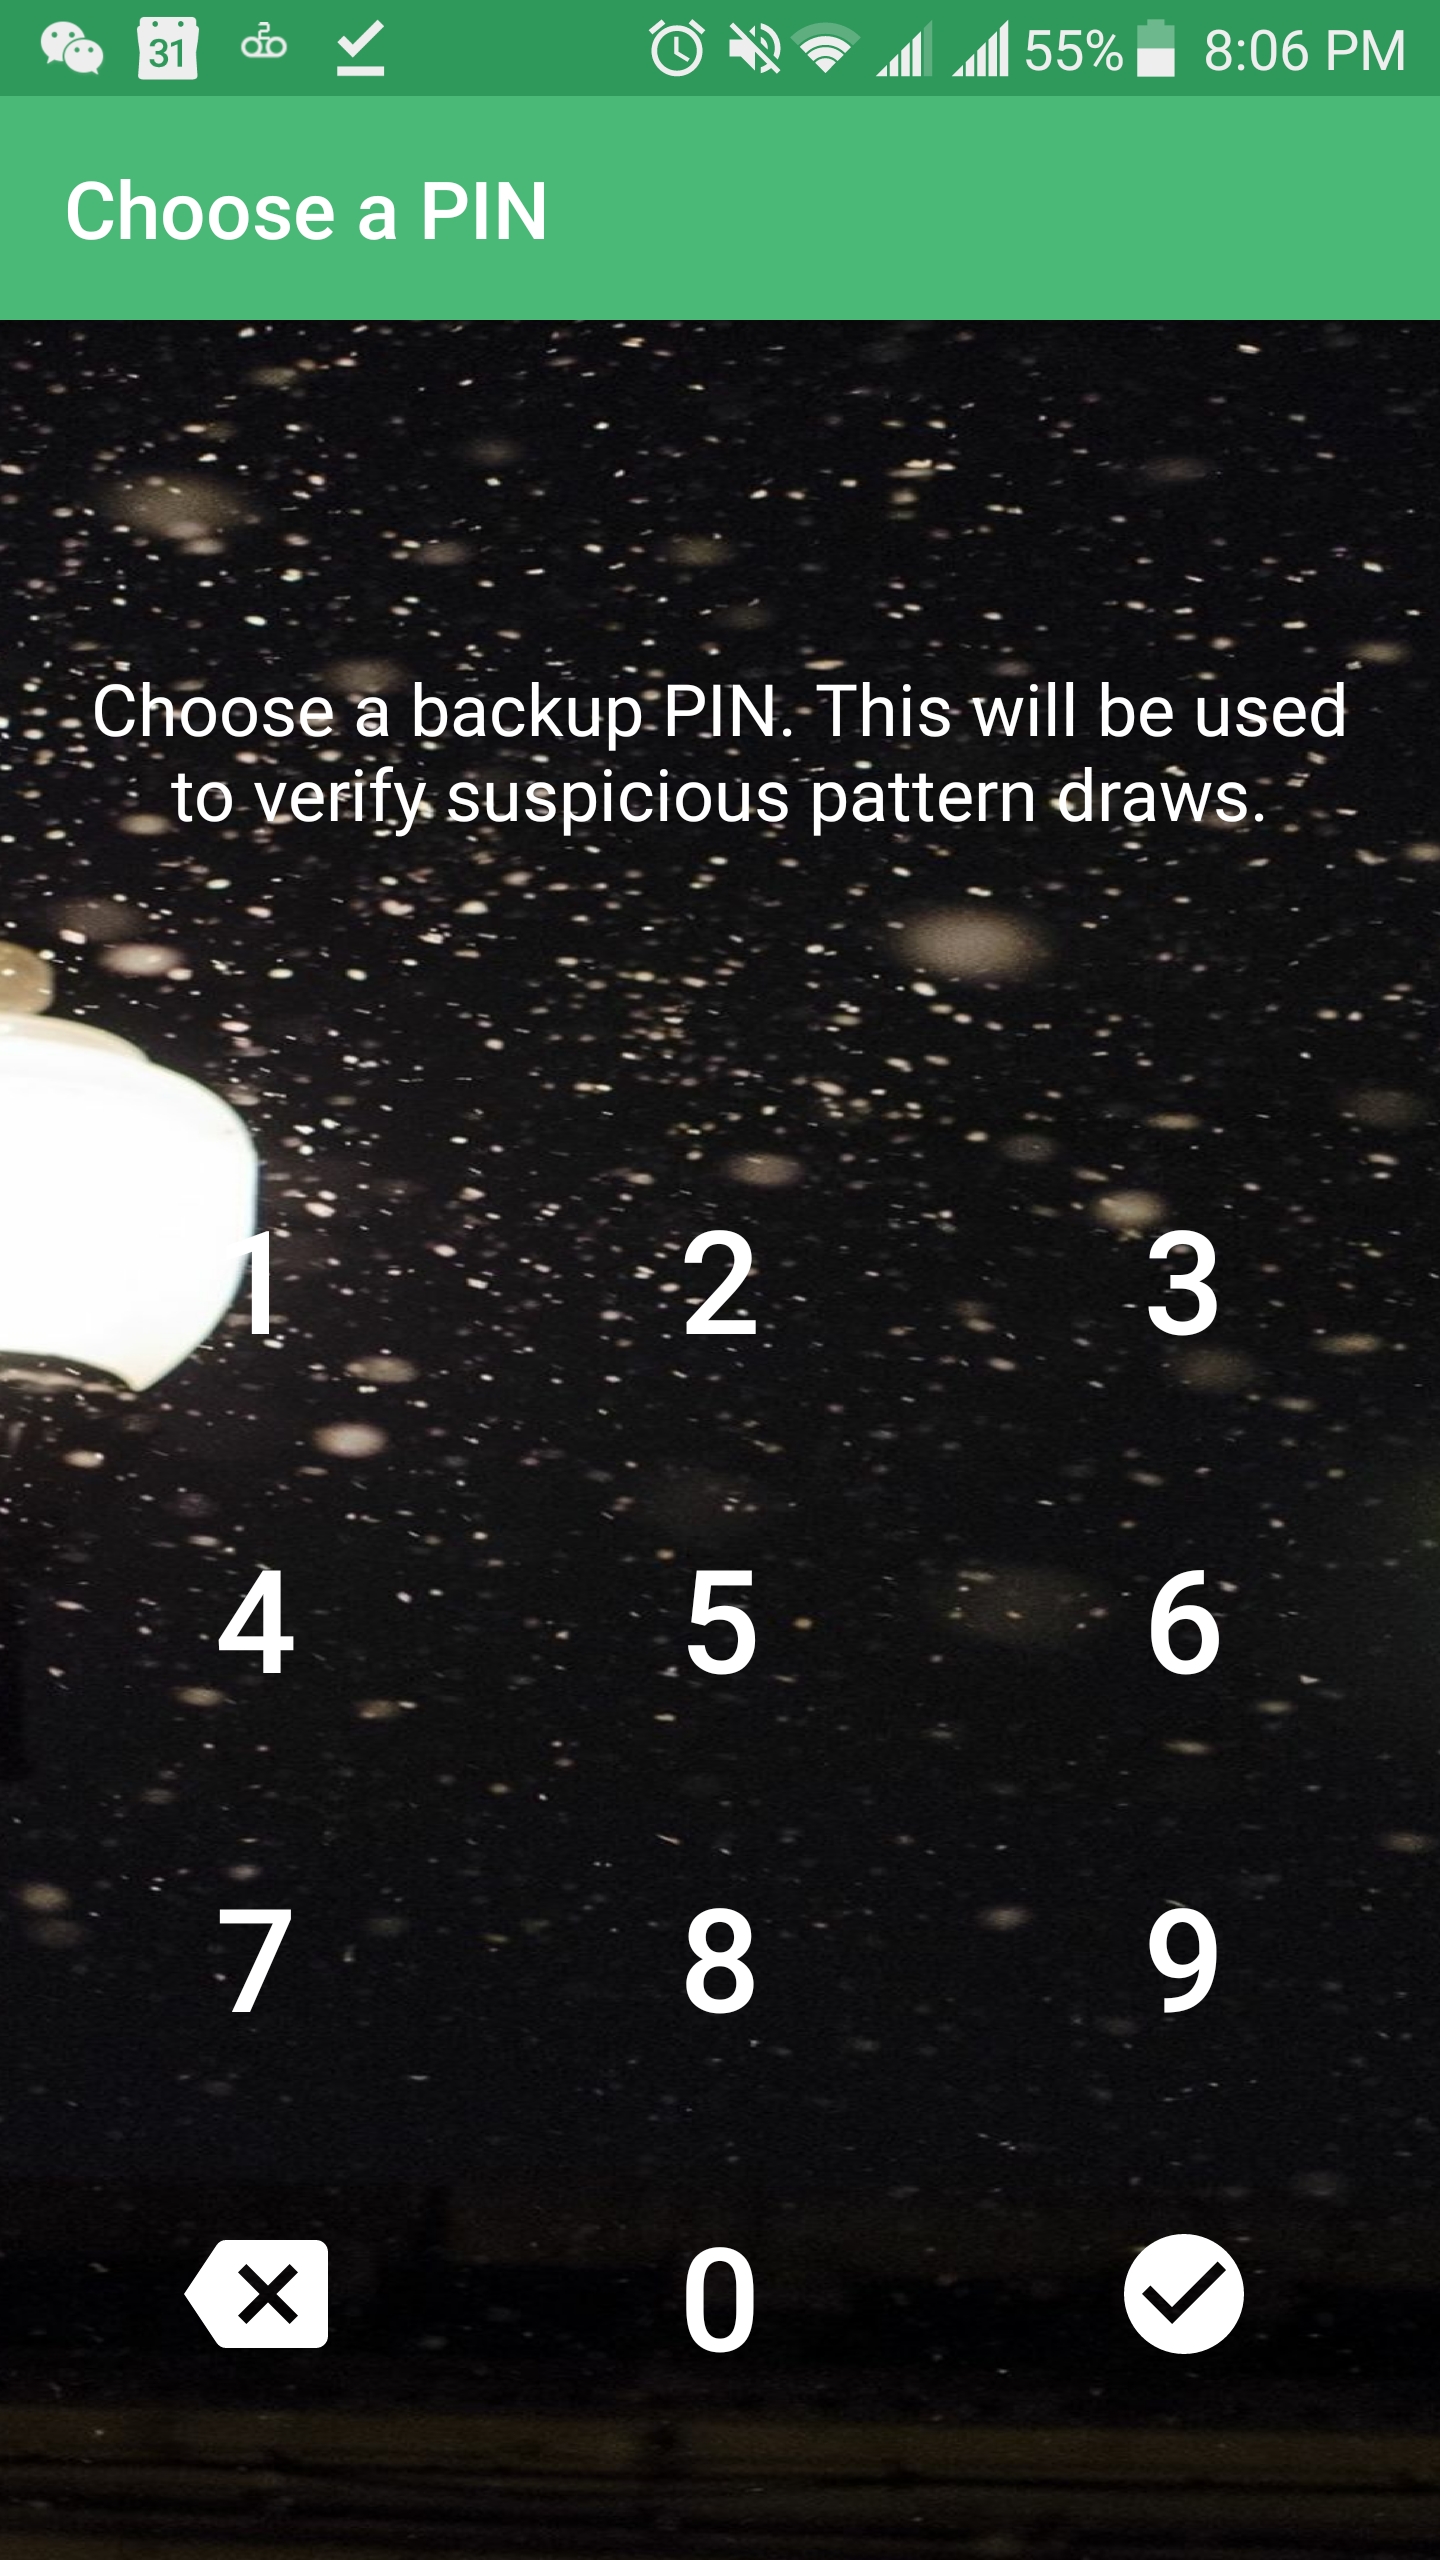 31 55% 8:06 PM
Choose a PIN
Choose a backup PIN. This will be used
to verify suspicious pattern draws.
1 2 3
4 5 6
7 8 9
0